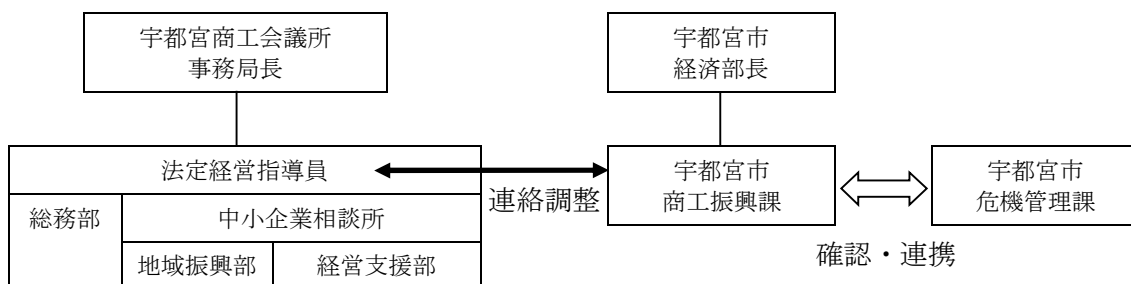 宇都宮商工会議所
事務局長
宇都宮市
経済部長
法定経営指導員
総務部
中小企業相談所
地域振興部
経営支援部
連絡調整
宇都宮市
商工振興課
宇都宮市
危機管理課
確認・連携